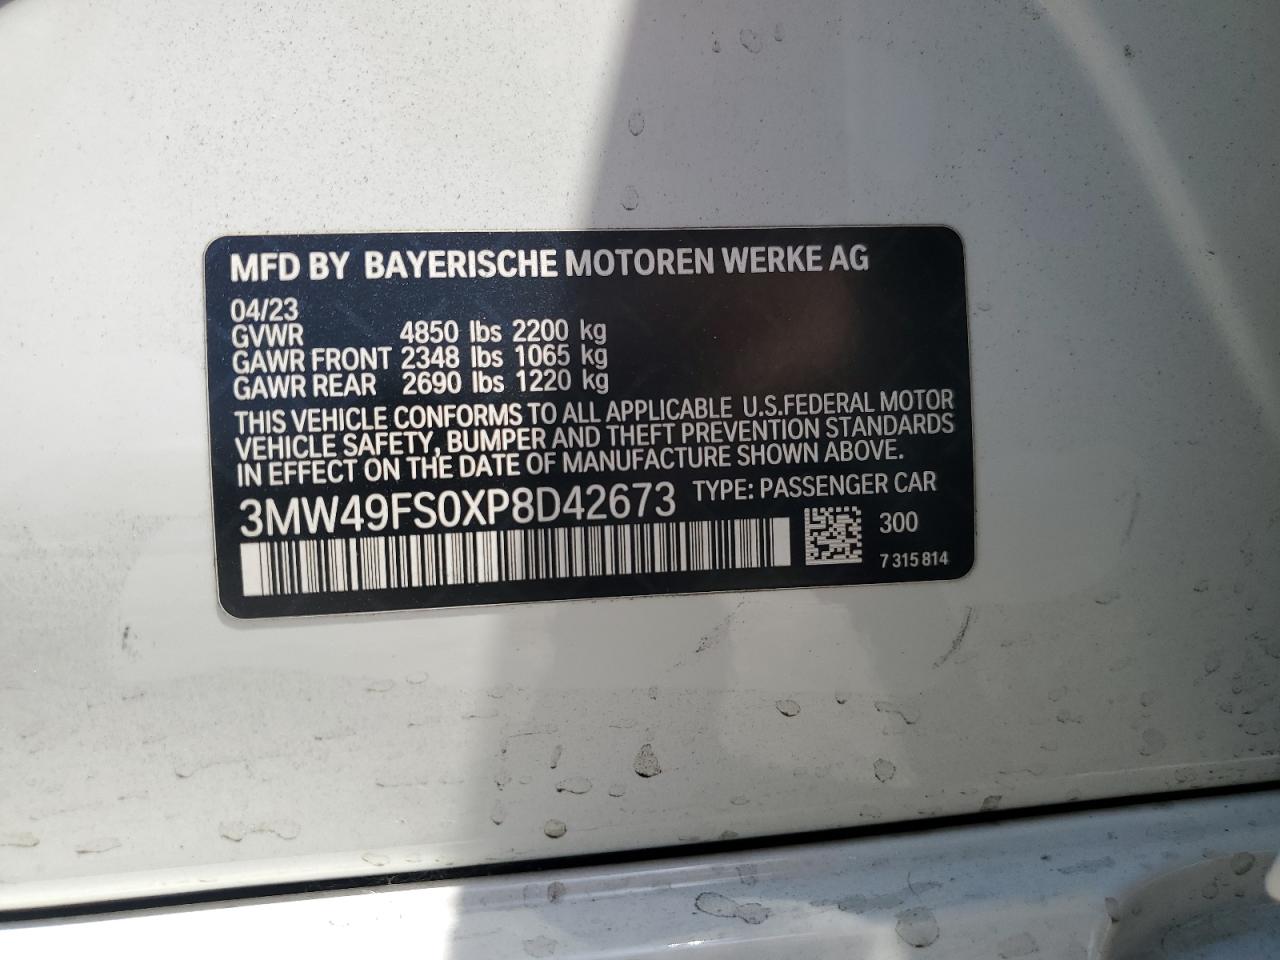 MFD BY BAYERISCHE MOTOREN WERKE AG
04/23
GVWR 4850 lbs 2200 kg
GAWR FRONT 2348 lbs 1065 kg
GAWR REAR 2690 lbs 1220 kg
THIS VEHICLE CONFORMS TO ALL APPLICABLE U.S.FEDERAL MOTOR
VEHICLE SAFETY, BUMPER AND THEFT PREVENTION STANDARDS
IN EFFECT ON THE DATE OF MANUFACTURE SHOWN ABOVE.
3MW49FS0XP8D42673 TYPE: PASSENGER CAR
300
7 315 814